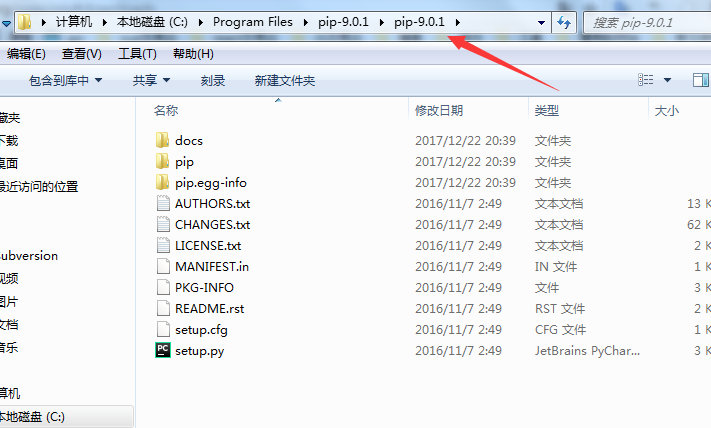 计算机 本地磁盘 (C:) Program Files pip-9.0.1 pip-9.0.1 搜索 pip-9.0.1
编辑(E) 查看(V) 工具(T) 帮助(H)
包含到库中 共享 刻录 新建文件夹
名称 修改日期 类型 大小
藏夹
下载
桌面
最近访问的位置
subversion
视频
图片
文档
音乐
计算机
本地磁盘 (C:)
docs 2017/12/22 20:39 文件夹
pip 2017/12/22 20:39 文件夹
pip.egg-info 2017/12/22 20:39 文件夹
AUTHORS.txt 2016/11/7 2:49 文本文档 13 K
CHANGES.txt 2016/11/7 2:49 文本文档 62 K
LICENSE.txt 2016/11/7 2:49 文本文档 2 K
MANIFEST.in 2016/11/7 2:49 IN 文件 1 K
PKG-INFO 2016/11/7 2:49 文件 3 K
README.rst 2016/11/7 2:49 RST 文件 2 K
setup.cfg 2016/11/7 2:49 CFG 文件 1 K
setup.py 2016/11/7 2:49 JetBrains PyChar... 3 K